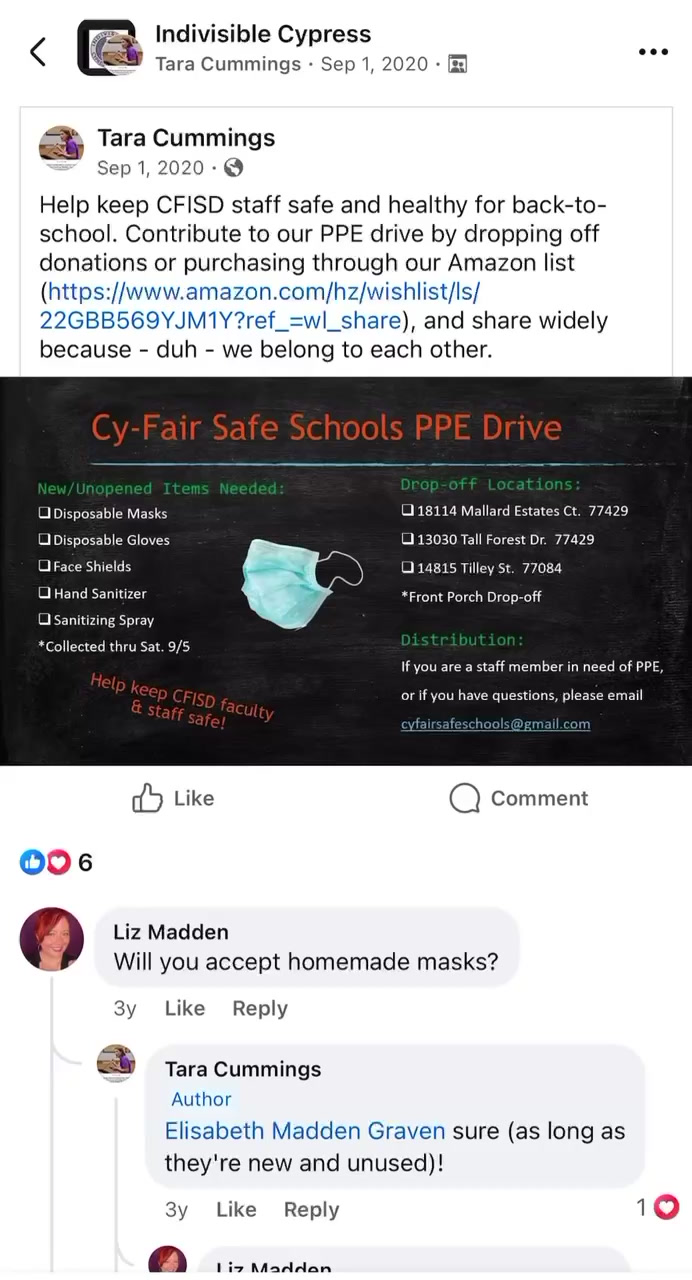 Indivisible Cypress
Tara Cummings · Sep 1, 2020 ·
Tara Cummings
Sep 1, 2020 ·
Help keep CFISD staff safe and healthy for back-to-
school. Contribute to our PPE drive by dropping off
donations or purchasing through our Amazon list
(https://www.amazon.com/hz/wishlist/ls/
22GBB569YJM1Y?ref_=wl_share), and share widely
because - duh - we belong to each other.
Cy-Fair Safe Schools PPE Drive
New/Unopened Items Needed:
❑ Disposable Masks
❑ Disposable Gloves
❑ Face Shields
❑ Hand Sanitizer
❑ Sanitizing Spray
*Collected thru Sat. 9/5
Help keep CFISD faculty
& staff safe!
Drop-off Locations:
❑ 18114 Mallard Estates Ct. 77429
❑ 13030 Tall Forest Dr. 77429
❑ 14815 Tilley St. 77084
*Front Porch Drop-off
Distribution:
If you are a staff member in need of PPE,
or if you have questions, please email
cyfairsafeschools@gmail.com
Like Comment
6
Liz Madden
Will you accept homemade masks?
3y Like Reply
Tara Cummings
Author
Elisabeth Madden Graven sure (as long as
they're new and unused)!
3y Like Reply 1
Liz Madden